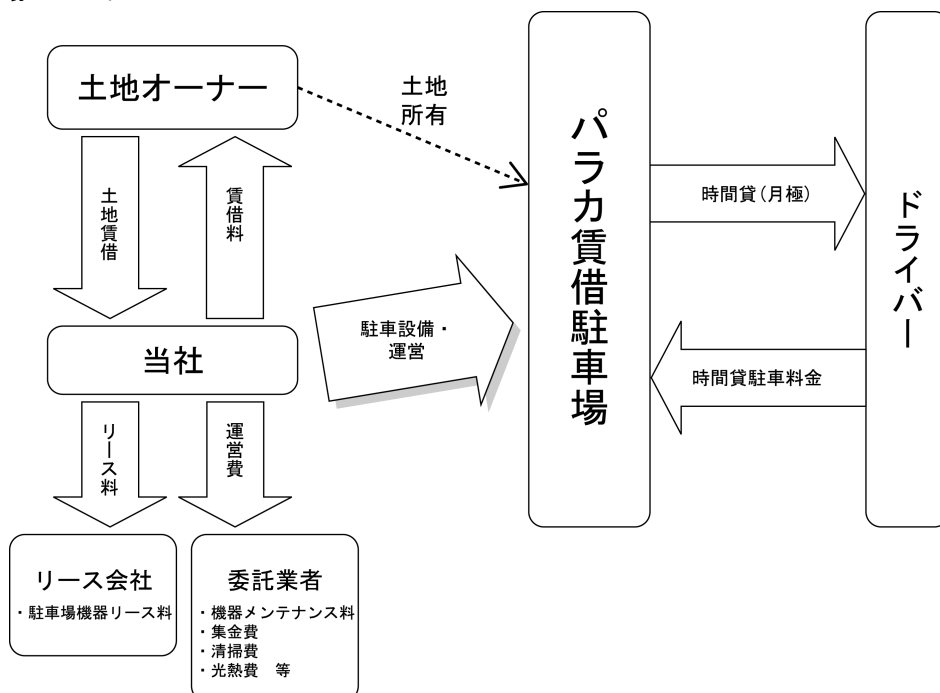 土地オーナー
土地
所有
土地賃借
賃借料
パラカ賃借駐車場
時間貸(月極)
ドライバー
当社
駐車設備・
運営
時間貸駐車料金
リース料
運営費
リース会社
・駐車場機器リース料
委託業者
・機器メンテナンス料
・集金費
・清掃費
・光熱費 等